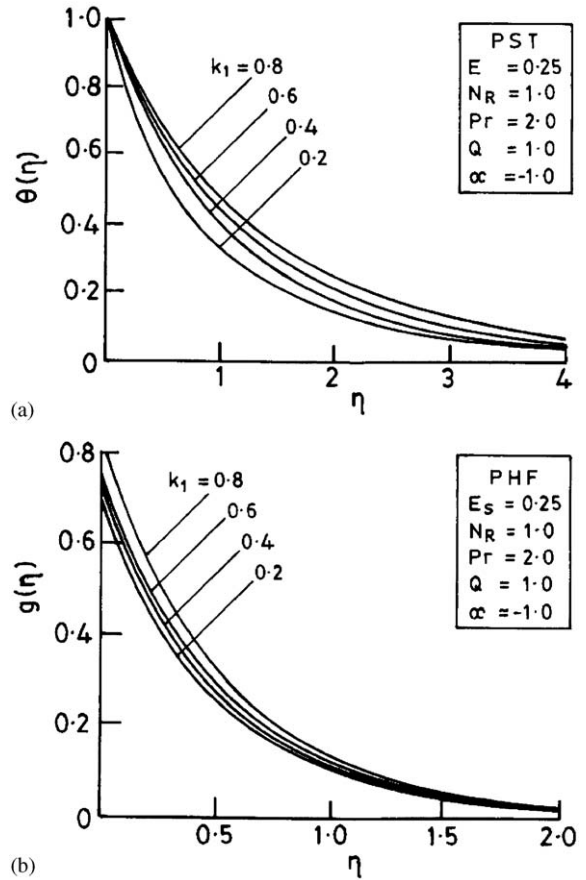 1·0
0·8
0·6
0·4
0·2
0
θ(η)
k₁ = 0·8
0·6
0·4
0·2
PST
E = 0·25
N_R = 1·0
Pr = 2·0
Q = 1·0
α = -1·0
1 2 3 4
η
(a)
0·8
0·6
0·4
0·2
0
g(η)
k₁ = 0·8
0·6
0·4
0·2
PHF
E_S = 0·25
N_R = 1·0
Pr = 2·0
Q = 1·0
α = -1·0
0·5 1·0 1·5 2·0
η
(b)